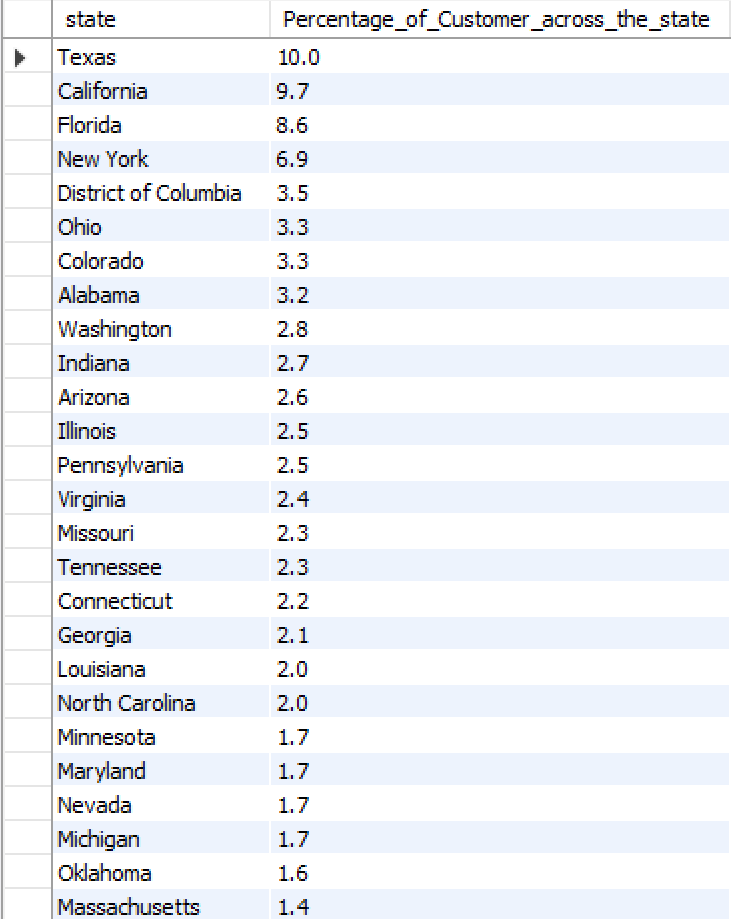 state Percentage_of_Customer_across_the_state
Texas 10.0
California 9.7
Florida 8.6
New York 6.9
District of Columbia 3.5
Ohio 3.3
Colorado 3.3
Alabama 3.2
Washington 2.8
Indiana 2.7
Arizona 2.6
Illinois 2.5
Pennsylvania 2.5
Virginia 2.4
Missouri 2.3
Tennessee 2.3
Connecticut 2.2
Georgia 2.1
Louisiana 2.0
North Carolina 2.0
Minnesota 1.7
Maryland 1.7
Nevada 1.7
Michigan 1.7
Oklahoma 1.6
Massachusetts 1.4